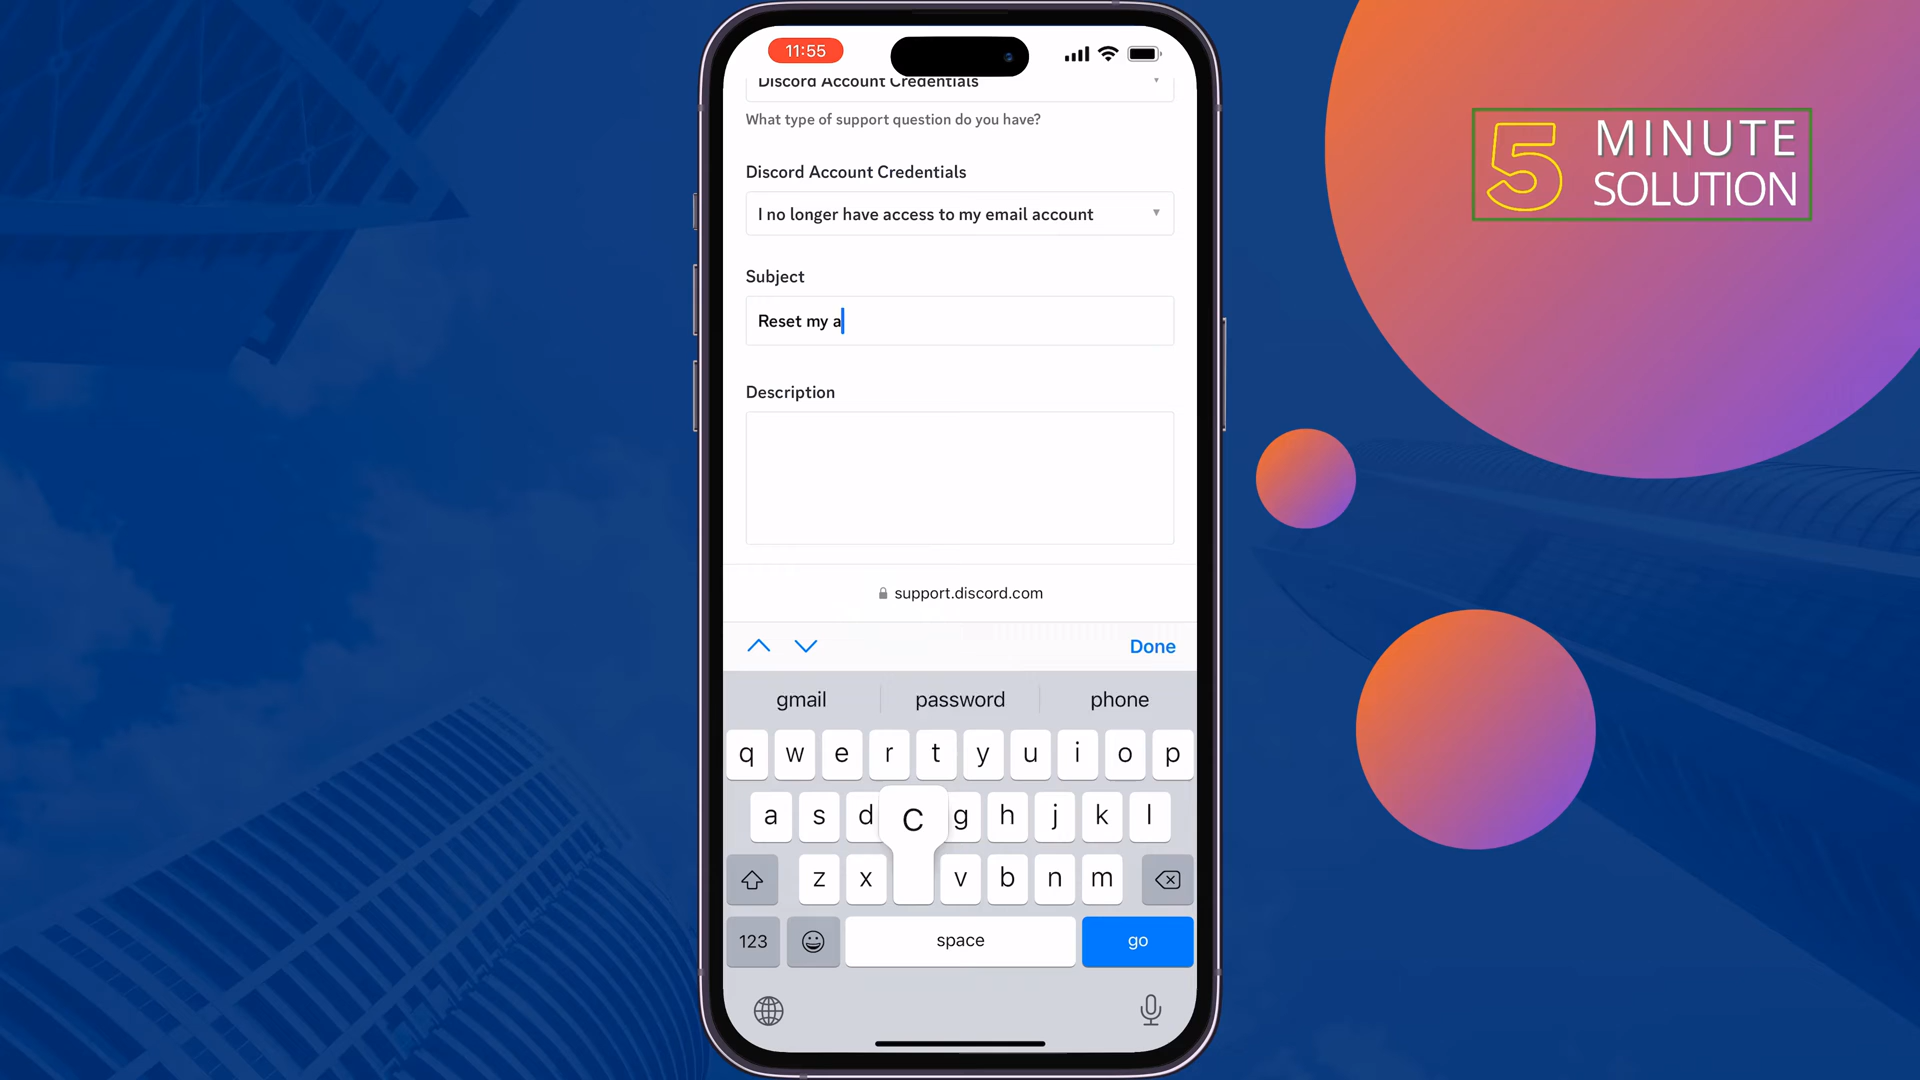 11:55
Discord Account Credentials
What type of support question do you have?
Discord Account Credentials
I no longer have access to my email account
Subject
Reset my a
Description
support.discord.com
Done
gmail password phone
q w e r t y u i o p
a s d C g h j k l
z x v b n m
123 space go
5 MINUTE
SOLUTION